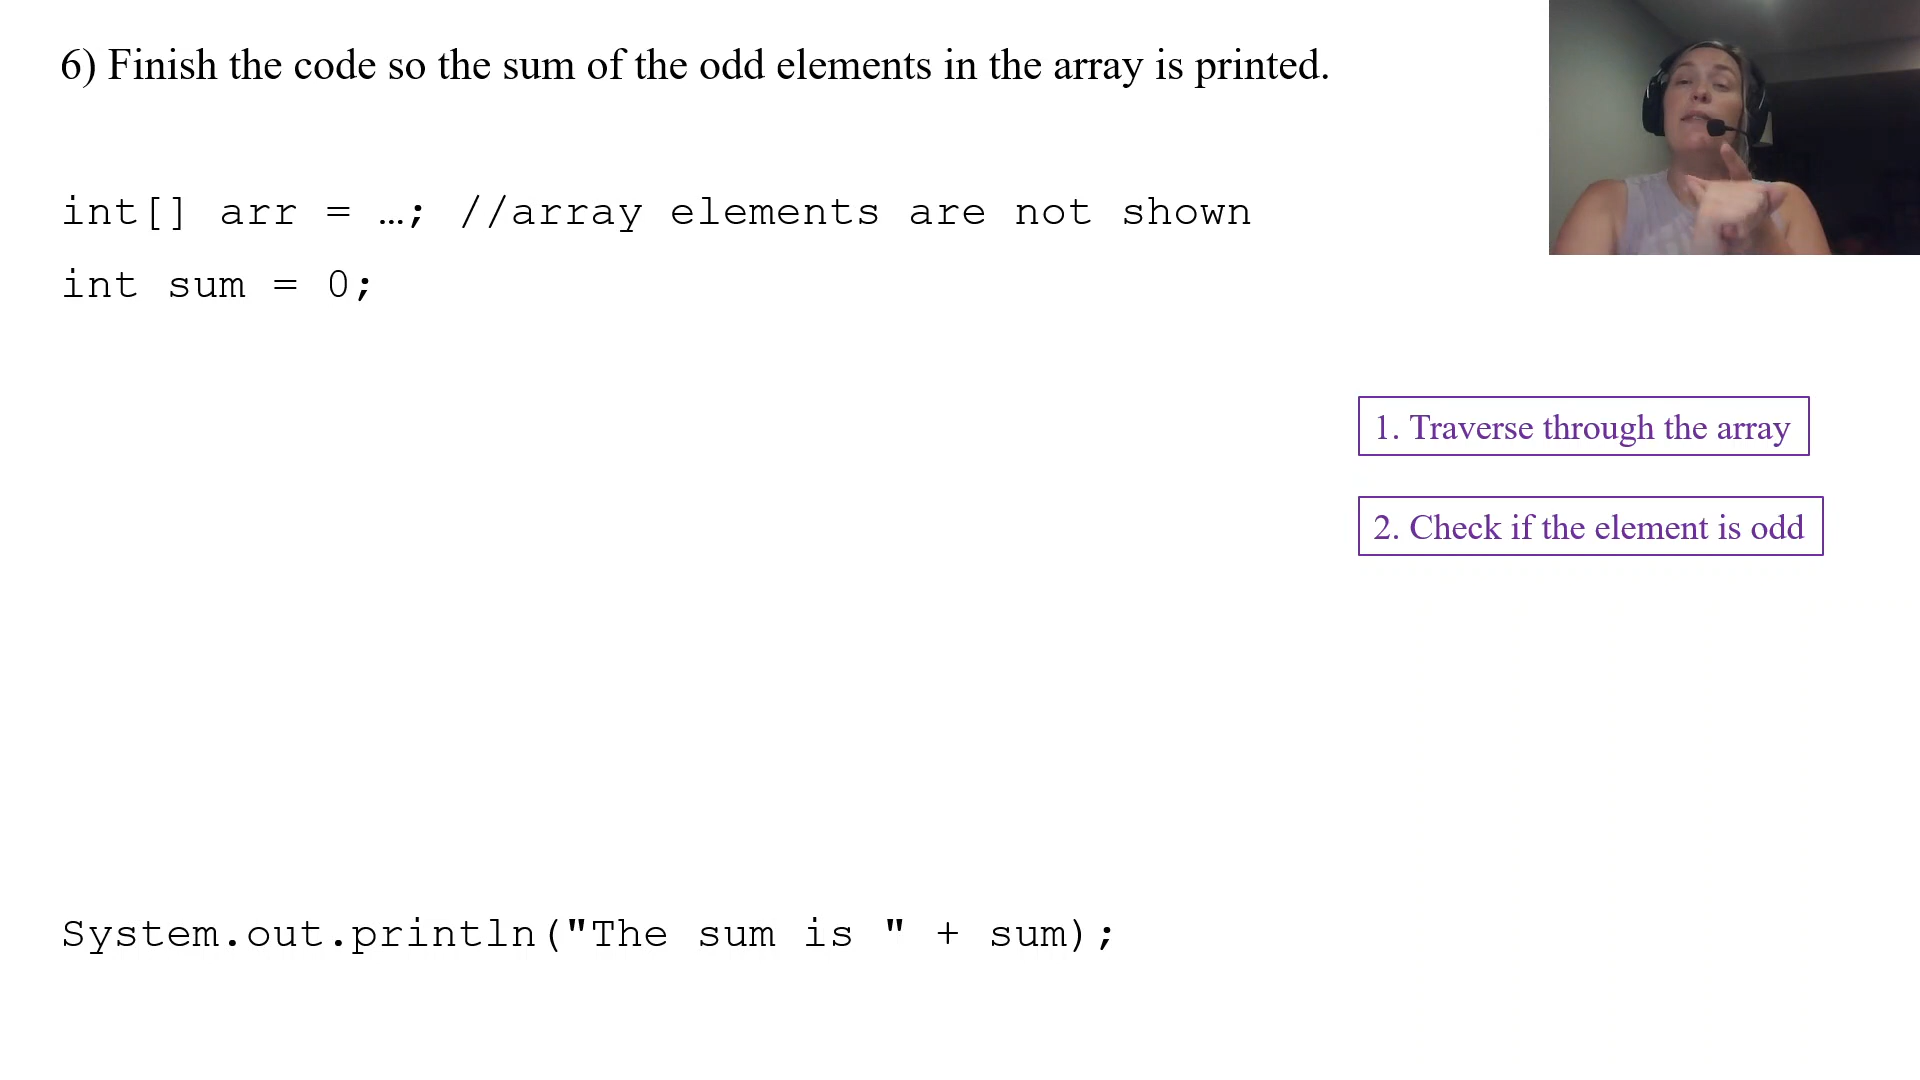 6) Finish the code so the sum of the odd elements in the array is printed.
int[] arr = …; //array elements are not shown
int sum = 0;
1. Traverse through the array
2. Check if the element is odd
System.out.println("The sum is " + sum);